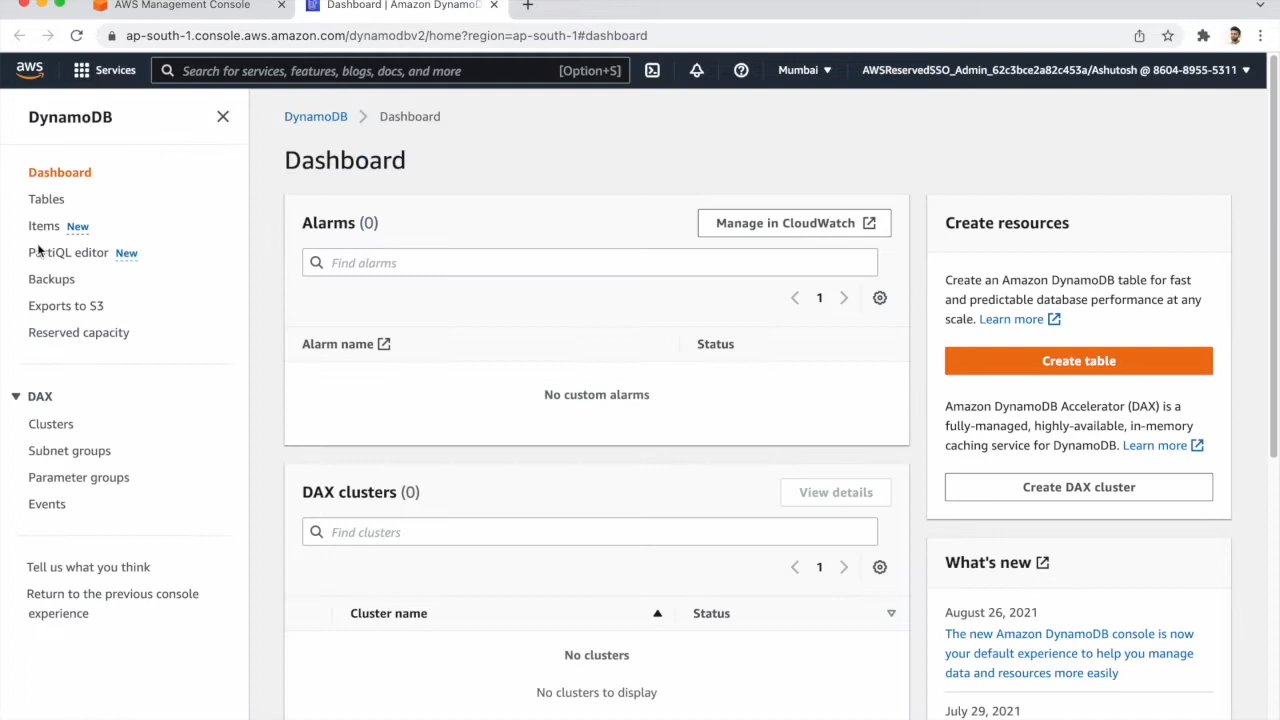 AWS Management Console
Dashboard | Amazon DynamoD
ap-south-1.console.aws.amazon.com/dynamodbv2/home?region=ap-south-1#dashboard
aws
Services
Search for services, features, blogs, docs, and more
[Option+S]
Mumbai
AWSReservedSSO_Admin_62c3bce2a82c453a/Ashutosh @ 8604-8955-5311
DynamoDB
Dashboard
Tables
Items New
PartiQL editor New
Backups
Exports to S3
Reserved capacity
DAX
Clusters
Subnet groups
Parameter groups
Events
Tell us what you think
Return to the previous console
experience
DynamoDB
Dashboard
Dashboard
Alarms (0)
Manage in CloudWatch
Find alarms
1
Alarm name
Status
No custom alarms
DAX clusters (0)
View details
Find clusters
1
Cluster name
Status
No clusters
No clusters to display
Create resources
Create an Amazon DynamoDB table for fast
and predictable database performance at any
scale. Learn more
Create table
Amazon DynamoDB Accelerator (DAX) is a
fully-managed, highly-available, in-memory
caching service for DynamoDB. Learn more
Create DAX cluster
What's new
August 26, 2021
The new Amazon DynamoDB console is now
your default experience to help you manage
data and resources more easily
July 29, 2021